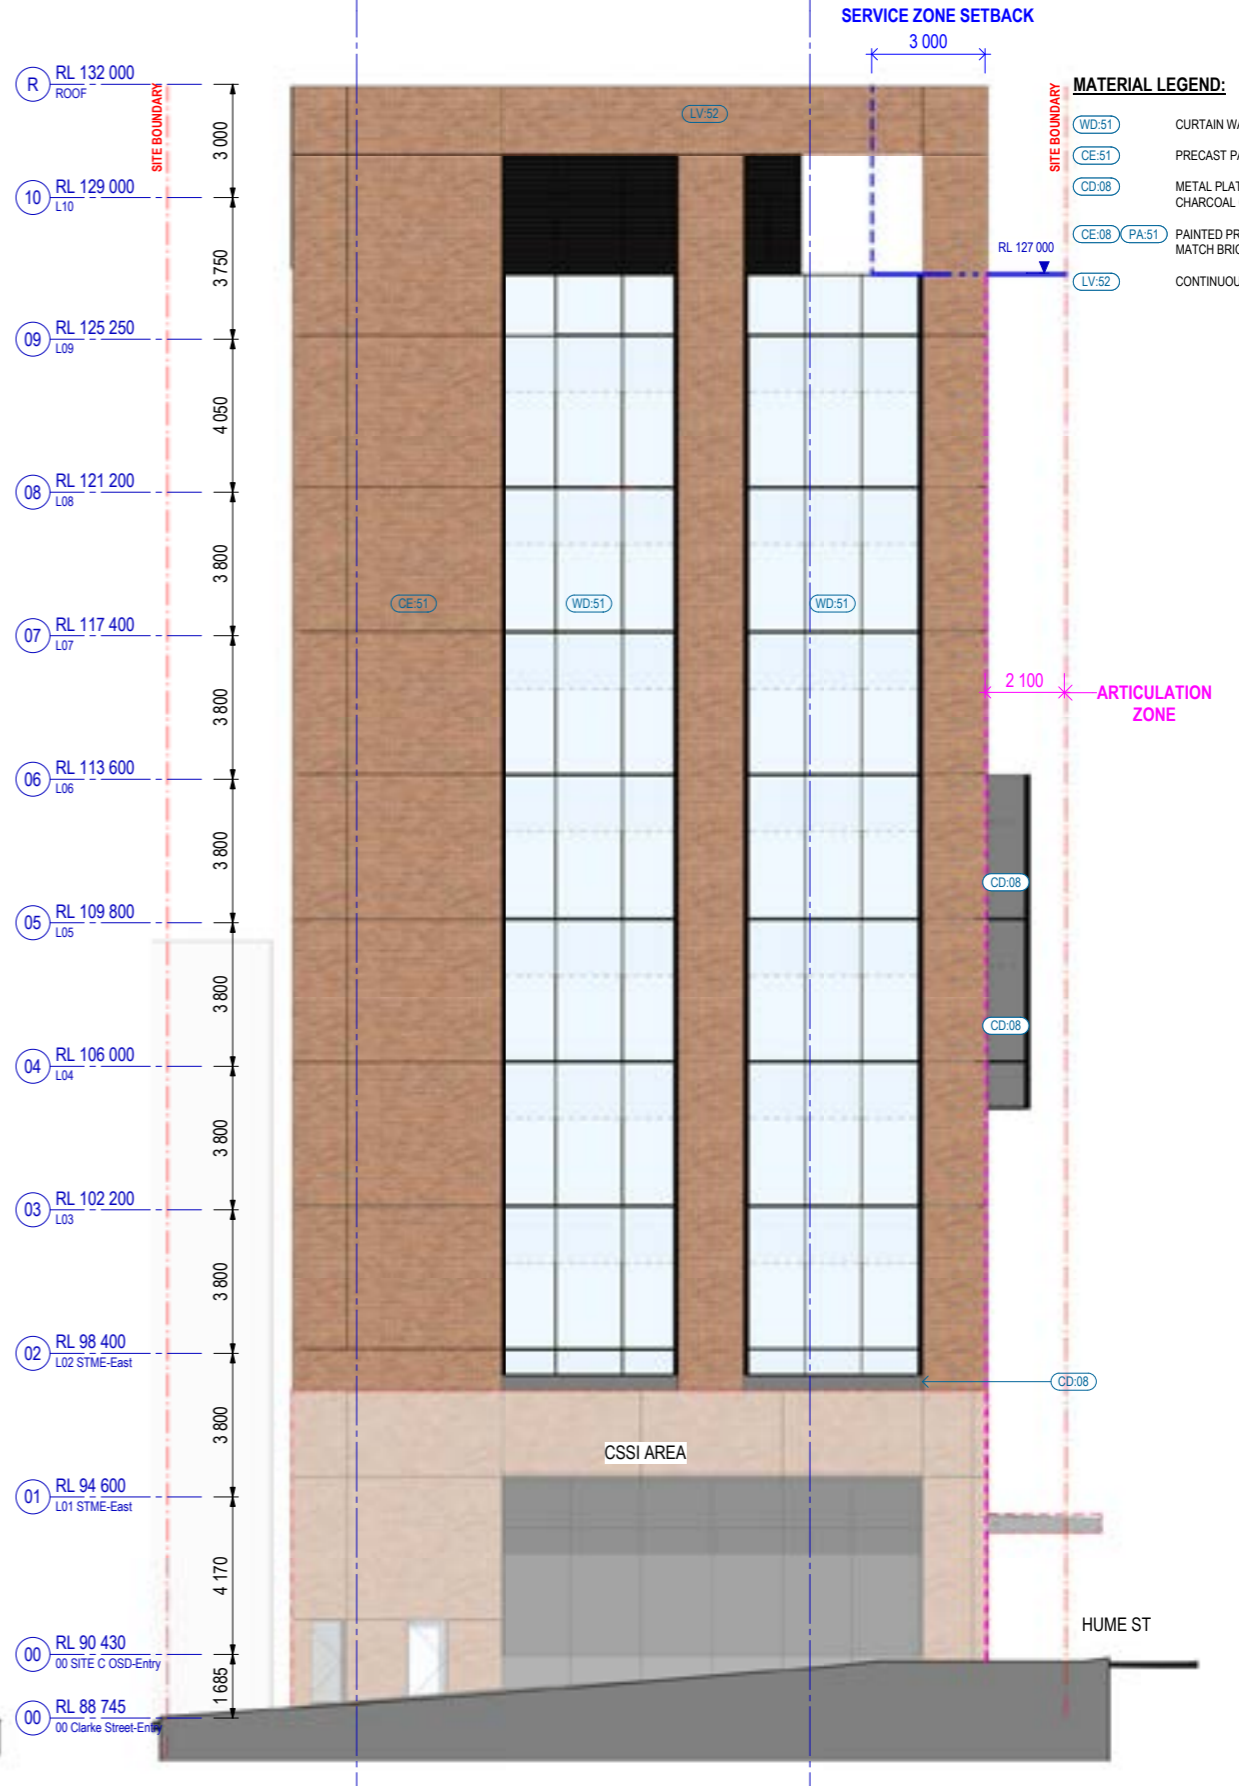 SERVICE ZONE SETBACK
3 000
R RL 132 000
ROOF
SITE BOUNDARY
3 000
LV:52
SITE BOUNDARY
MATERIAL LEGEND:
WD:51 CURTAIN WA
CE:51 PRECAST PA
CD:08 METAL PLAT
CHARCOAL
CE:08 PA:51 PAINTED PR
MATCH BRIC
LV:52 CONTINUOU
10 RL 129 000
L10
3 750
RL 127 000
09 RL 125 250
L09
4 050
08 RL 121 200
L08
3 800
CE:51
WD:51
WD:51
07 RL 117 400
L07
3 800
2 100
ARTICULATION
ZONE
06 RL 113 600
L06
3 800
CD:08
05 RL 109 800
L05
3 800
CD:08
04 RL 106 000
L04
3 800
03 RL 102 200
L03
3 800
02 RL 98 400
L02 STME-East
CD:08
3 800
CSSI AREA
01 RL 94 600
L01 STME-East
4 170
HUME ST
00 RL 90 430
00 SITE C OSD-Entry
1 685
00 RL 88 745
00 Clarke Street-Entry